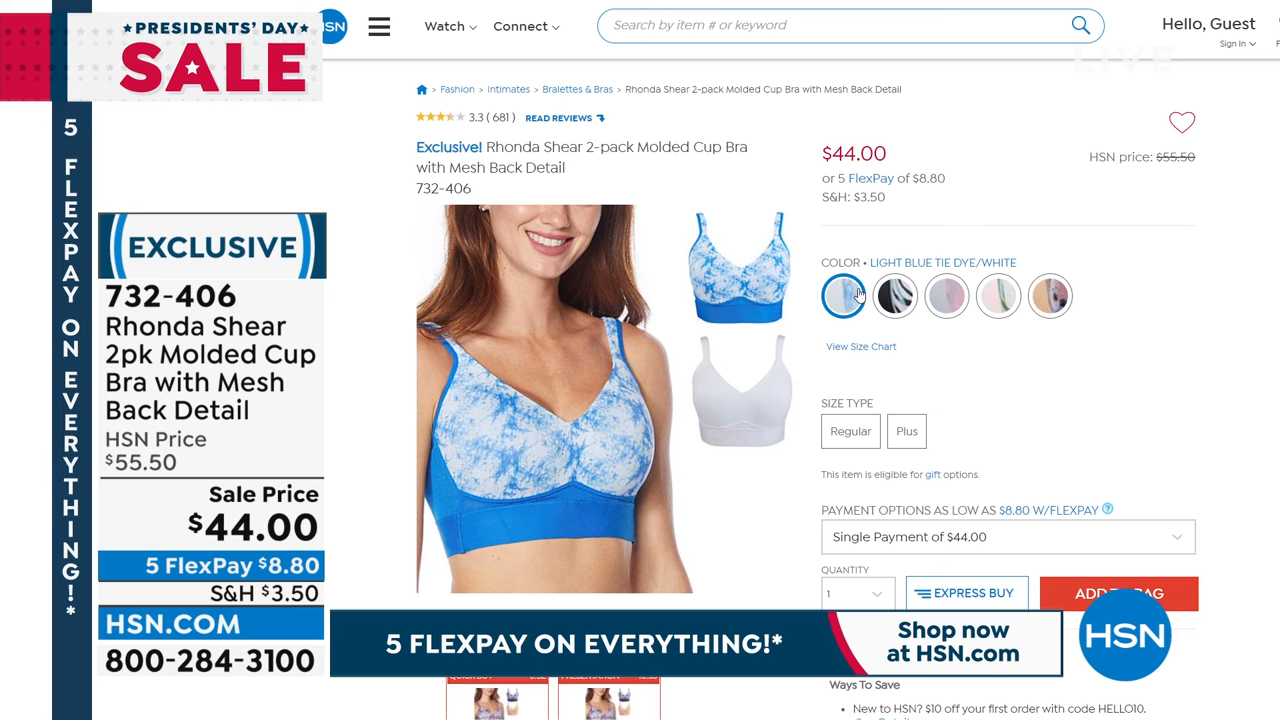 ★PRESIDENTS' DAY★
SALE
5 FLEXPAY ON EVERYTHING!*
EXCLUSIVE
732-406
Rhonda Shear
2pk Molded Cup
Bra with Mesh
Back Detail
HSN Price
$55.50
Sale Price
$44.00
5 FlexPay $8.80
S&H $3.50
HSN.COM
800-284-3100
HSN
Watch
Connect
Search by item # or keyword
Hello, Guest
Sign In
LIVE
> Fashion > Intimates > Bralettes & Bras > Rhonda Shear 2-pack Molded Cup Bra with Mesh Back Detail
3.3 ( 681 ) READ REVIEWS
Exclusive! Rhonda Shear 2-pack Molded Cup Bra
with Mesh Back Detail
732-406
$44.00
HSN price: $55.50
or 5 FlexPay of $8.80
S&H: $3.50
COLOR • LIGHT BLUE TIE DYE/WHITE
View Size Chart
SIZE TYPE
Regular
Plus
This item is eligible for gift options.
PAYMENT OPTIONS AS LOW AS $8.80 W/FLEXPAY ?
Single Payment of $44.00
QUANTITY
1
EXPRESS BUY
5 FLEXPAY ON EVERYTHING!*
Shop now
at HSN.com
HSN
Ways To Save
• New to HSN? $10 off your first order with code HELLO10.